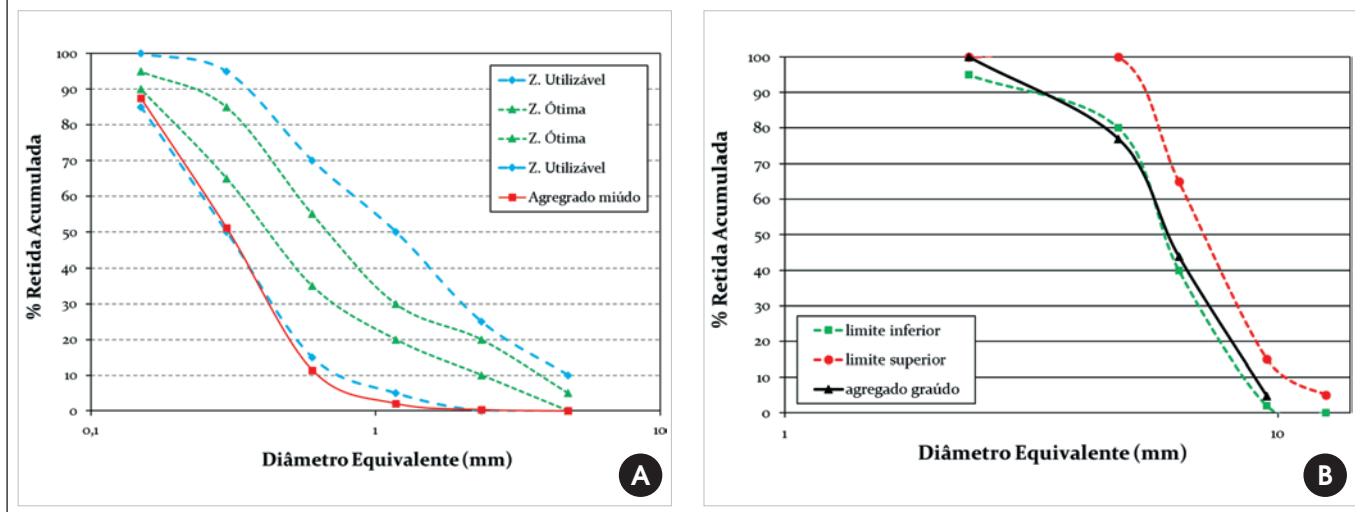 % Retida Acumulada
100
90
80
70
60
50
40
30
20
10
0
Z. Utilizável
Z. Ótima
Z. Ótima
Z. Utilizável
Agregrado miúdo
0,1
1
10
Diâmetro Equivalente (mm)
A
% Retida Acumulada
100
90
80
70
60
50
40
30
20
10
0
limite inferior
limite superior
agregado graúdo
1
10
Diâmetro Equivalente (mm)
B